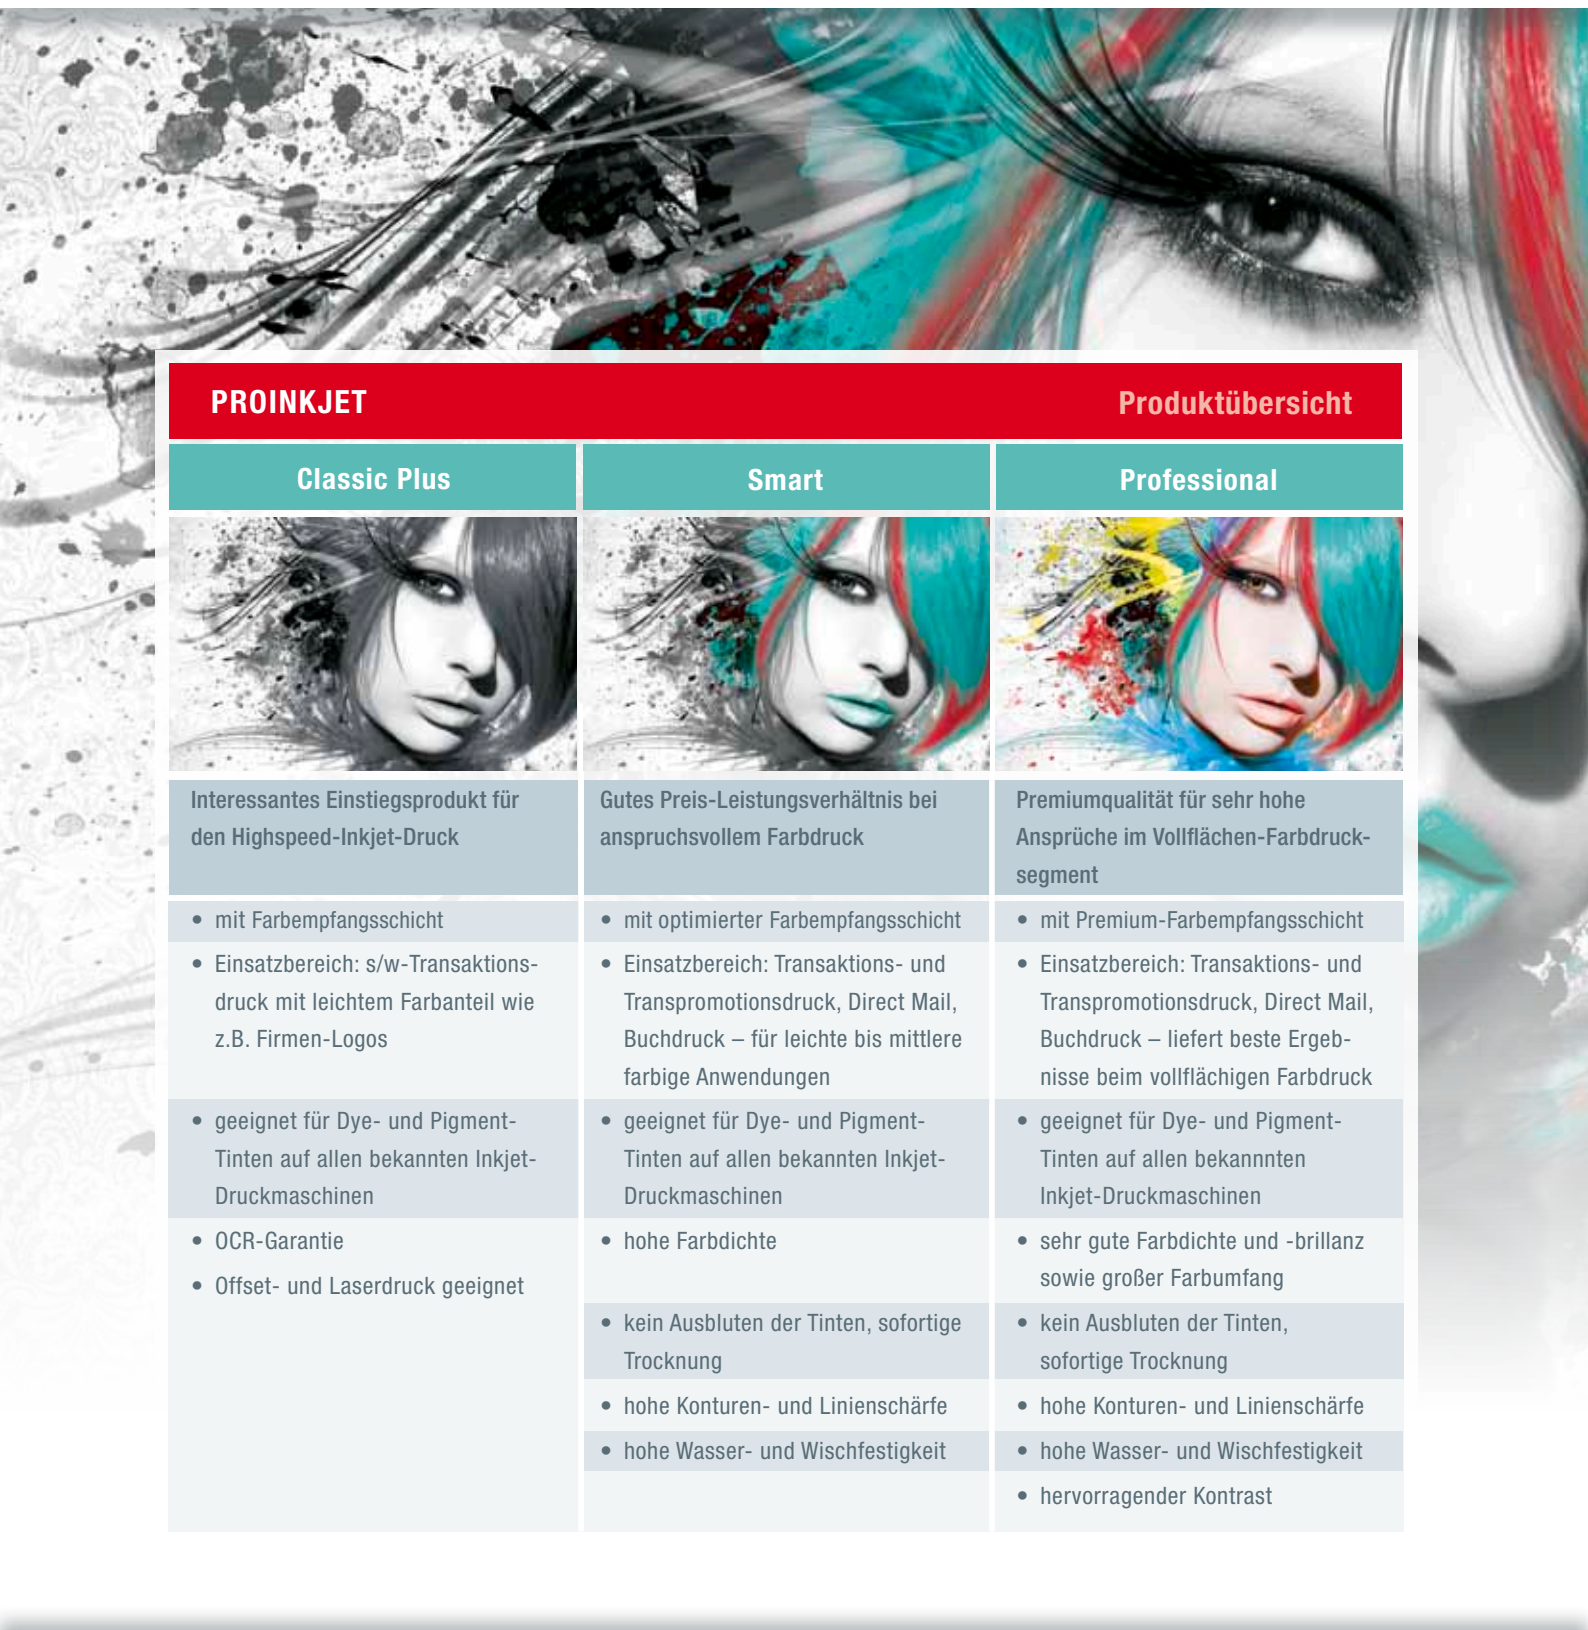 PROINKJET Produktübersicht
Classic Plus
Smart
Professional
Interessantes Einstiegsprodukt für
den Highspeed-Inkjet-Druck
Gutes Preis-Leistungsverhältnis bei
anspruchsvollem Farbdruck
Premiumqualität für sehr hohe
Ansprüche im Vollflächen-Farbdruck-
segment
• mit Farbempfangsschicht
• Einsatzbereich: s/w-Transaktions-
druck mit leichtem Farbanteil wie
z.B. Firmen-Logos
• geeignet für Dye- und Pigment-
Tinten auf allen bekannten Inkjet-
Druckmaschinen
• OCR-Garantie
• Offset- und Laserdruck geeignet
• mit optimierter Farbempfangsschicht
• Einsatzbereich: Transaktions- und
Transpromotionsdruck, Direct Mail,
Buchdruck – für leichte bis mittlere
farbige Anwendungen
• geeignet für Dye- und Pigment-
Tinten auf allen bekannten Inkjet-
Druckmaschinen
• hohe Farbdichte
• kein Ausbluten der Tinten, sofortige
Trocknung
• hohe Konturen- und Linienschärfe
• hohe Wasser- und Wischfestigkeit
• mit Premium-Farbempfangsschicht
• Einsatzbereich: Transaktions- und
Transpromotionsdruck, Direct Mail,
Buchdruck – liefert beste Ergeb-
nisse beim vollflächigen Farbdruck
• geeignet für Dye- und Pigment-
Tinten auf allen bekannnten
Inkjet-Druckmaschinen
• sehr gute Farbdichte und -brillanz
sowie großer Farbumfang
• kein Ausbluten der Tinten,
sofortige Trocknung
• hohe Konturen- und Linienschärfe
• hohe Wasser- und Wischfestigkeit
• hervorragender Kontrast